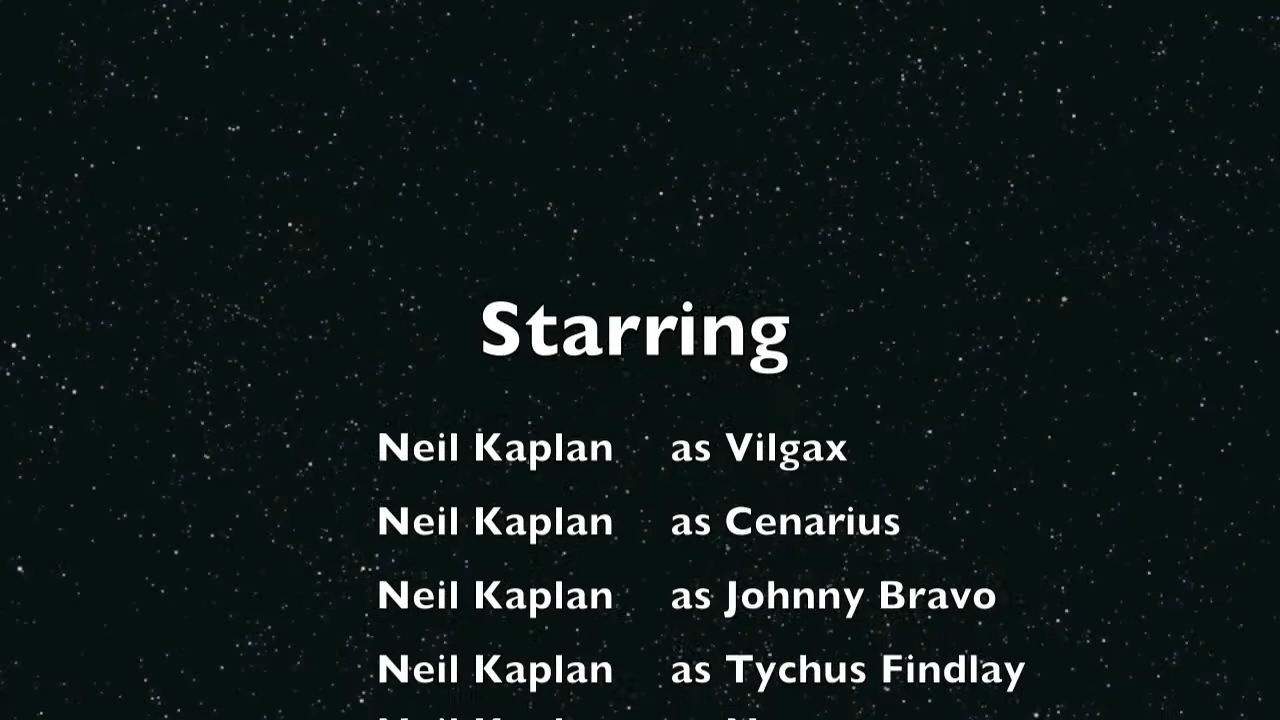 Starring
Neil Kaplan as Vilgax
Neil Kaplan as Cenarius
Neil Kaplan as Johnny Bravo
Neil Kaplan as Tychus Findlay